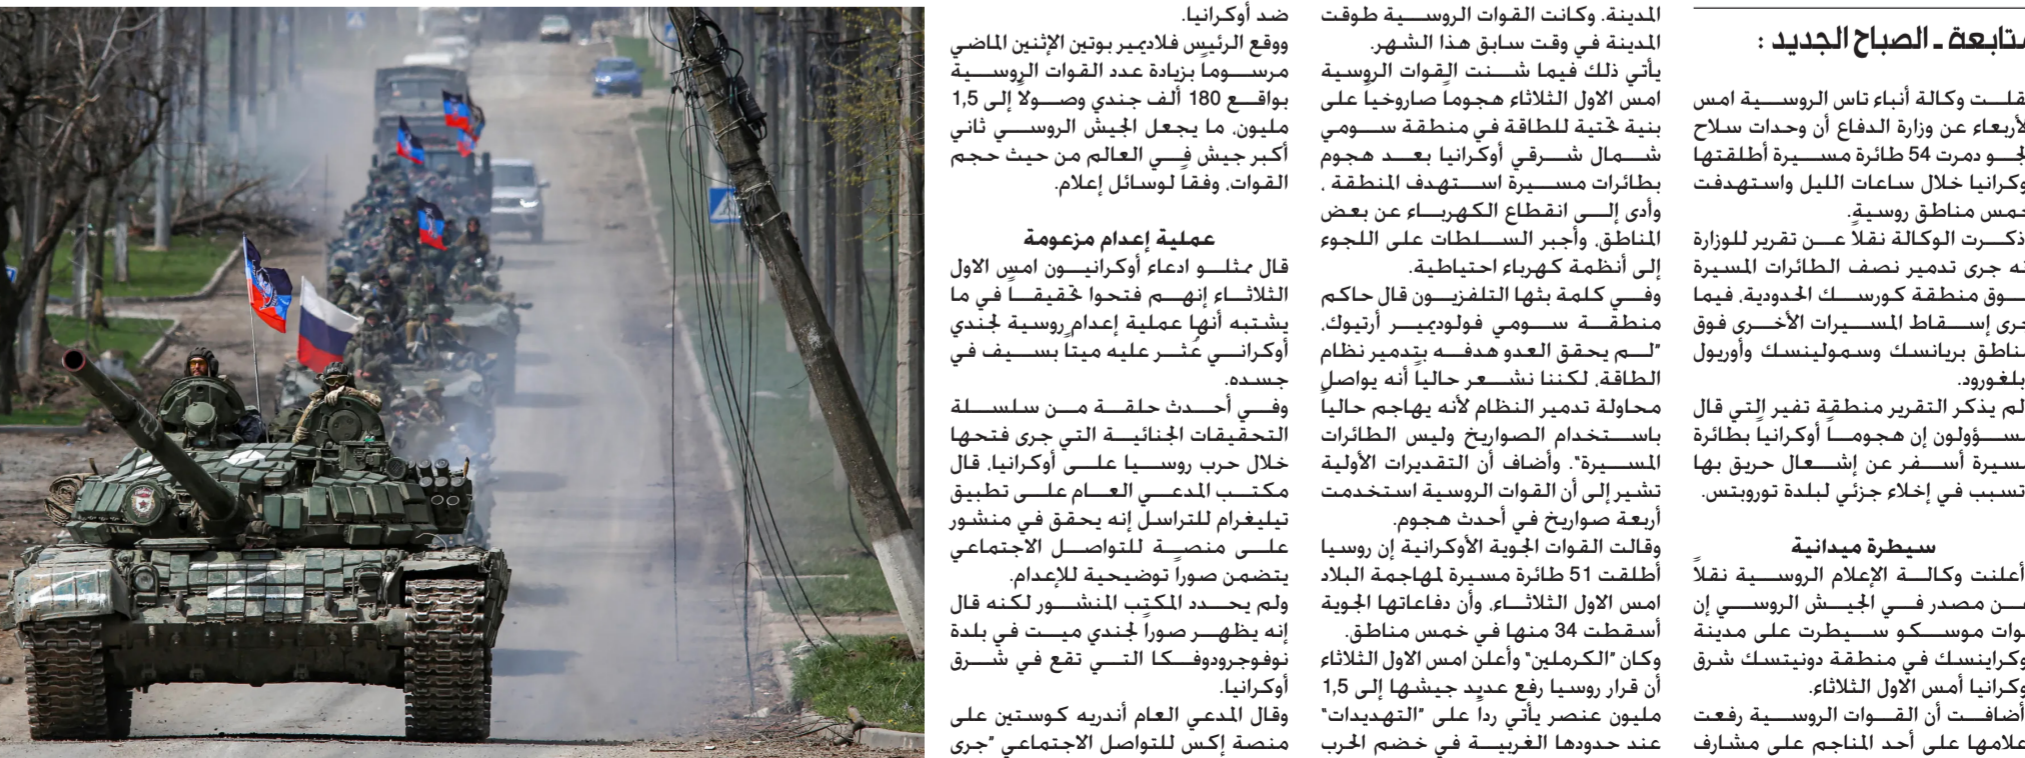 متابعة ـ الصباح الجديد :
نقلت وكالة أنباء تاس الروسية امس
الأربعاء عن وزارة الدفاع أن وحدات سلاح
الجو دمرت 54 طائرة مسيرة أطلقتها
أوكرانيا خلال ساعات الليل واستهدفت
خمس مناطق روسية.
وذكرت الوكالة نقلاً عن تقرير للوزارة
أنه جرى تدمير نصف الطائرات المسيرة
فوق منطقة كورسك الحدودية، فيما
جرى إسقاط المسيرات الأخرى فوق
مناطق بريانسك وسمولينسك وأوريول
وبلغورود.
ولم يذكر التقرير منطقة تفير التي قال
مسؤولون إن هجوماً أوكرانياً بطائرة
مسيرة أسفر عن إشعال حريق بها
وتسبب في إخلاء جزئي لبلدة توروبتس.
سيطرة ميدانية
وأعلنت وكالة الإعلام الروسية نقلاً
عن مصدر في الجيش الروسي إن
قوات موسكو سيطرت على مدينة
أوكراينسك في منطقة دونيتسك شرق
أوكرانيا أمس الاول الثلاثاء.
وأضافت أن القوات الروسية رفعت
أعلامها على أحد المناجم على مشارف
المدينة. وكانت القوات الروسية طوقت
المدينة في وقت سابق هذا الشهر.
يأتي ذلك فيما شنت القوات الروسية
امس الاول الثلاثاء هجوماً صاروخياً على
بنية تحتية للطاقة في منطقة سومي
شمال شرقي أوكرانيا بعد هجوم
بطائرات مسيرة استهدف المنطقة ،
وأدى إلى انقطاع الكهرباء عن بعض
المناطق، وأجبر السلطات على اللجوء
إلى أنظمة كهرباء احتياطية.
وفي كلمة بثها التلفزيون قال حاكم
منطقة سومي فولوديمير أرتيوك،
"لم يحقق العدو هدفه بتدمير نظام
الطاقة، لكننا نشعر حالياً أنه يواصل
محاولة تدمير النظام لأنه يهاجم حالياً
باستخدام الصواريخ وليس الطائرات
المسيرة". وأضاف أن التقديرات الأولية
تشير إلى أن القوات الروسية استخدمت
أربعة صواريخ في أحدث هجوم.
وقالت القوات الجوية الأوكرانية إن روسيا
أطلقت 51 طائرة مسيرة لمهاجمة البلاد
امس الاول الثلاثاء، وأن دفاعاتها الجوية
أسقطت 34 منها في خمس مناطق.
وكان "الكرملين" وأعلن امس الاول الثلاثاء
أن قرار روسيا رفع عديد جيشها إلى 1,5
مليون عنصر يأتي رداً على "التهديدات"
عند حدودها الغربية في خضم الحرب
ضد أوكرانيا.
ووقع الرئيس فلاديمير بوتين الإثنين الماضي
مرسوماً بزيادة عدد القوات الروسية
بواقع 180 ألف جندي وصولاً إلى 1,5
مليون، ما يجعل الجيش الروسي ثاني
أكبر جيش في العالم من حيث حجم
القوات، وفقاً لوسائل إعلام.
عملية إعدام مزعومة
قال ممثلو ادعاء أوكرانيون امس الاول
الثلاثاء إنهم فتحوا تحقيقاً في ما
يشتبه أنها عملية إعدام روسية لجندي
أوكراني عُثر عليه ميتاً بسيف في
جسده.
وفي أحدث حلقة من سلسلة
التحقيقات الجنائية التي جرى فتحها
خلال حرب روسيا على أوكرانيا، قال
مكتب المدعي العام على تطبيق
تيليغرام للتراسل إنه يحقق في منشور
على منصة للتواصل الاجتماعي
يتضمن صوراً توضيحية للإعدام.
ولم يحدد المكتب المنشور لكنه قال
إنه يظهر صوراً لجندي ميت في بلدة
نوفوجرودوفكا التي تقع في شرق
أوكرانيا.
وقال المدعي العام أندريه كوستين على
منصة إكس للتواصل الاجتماعي "جرى